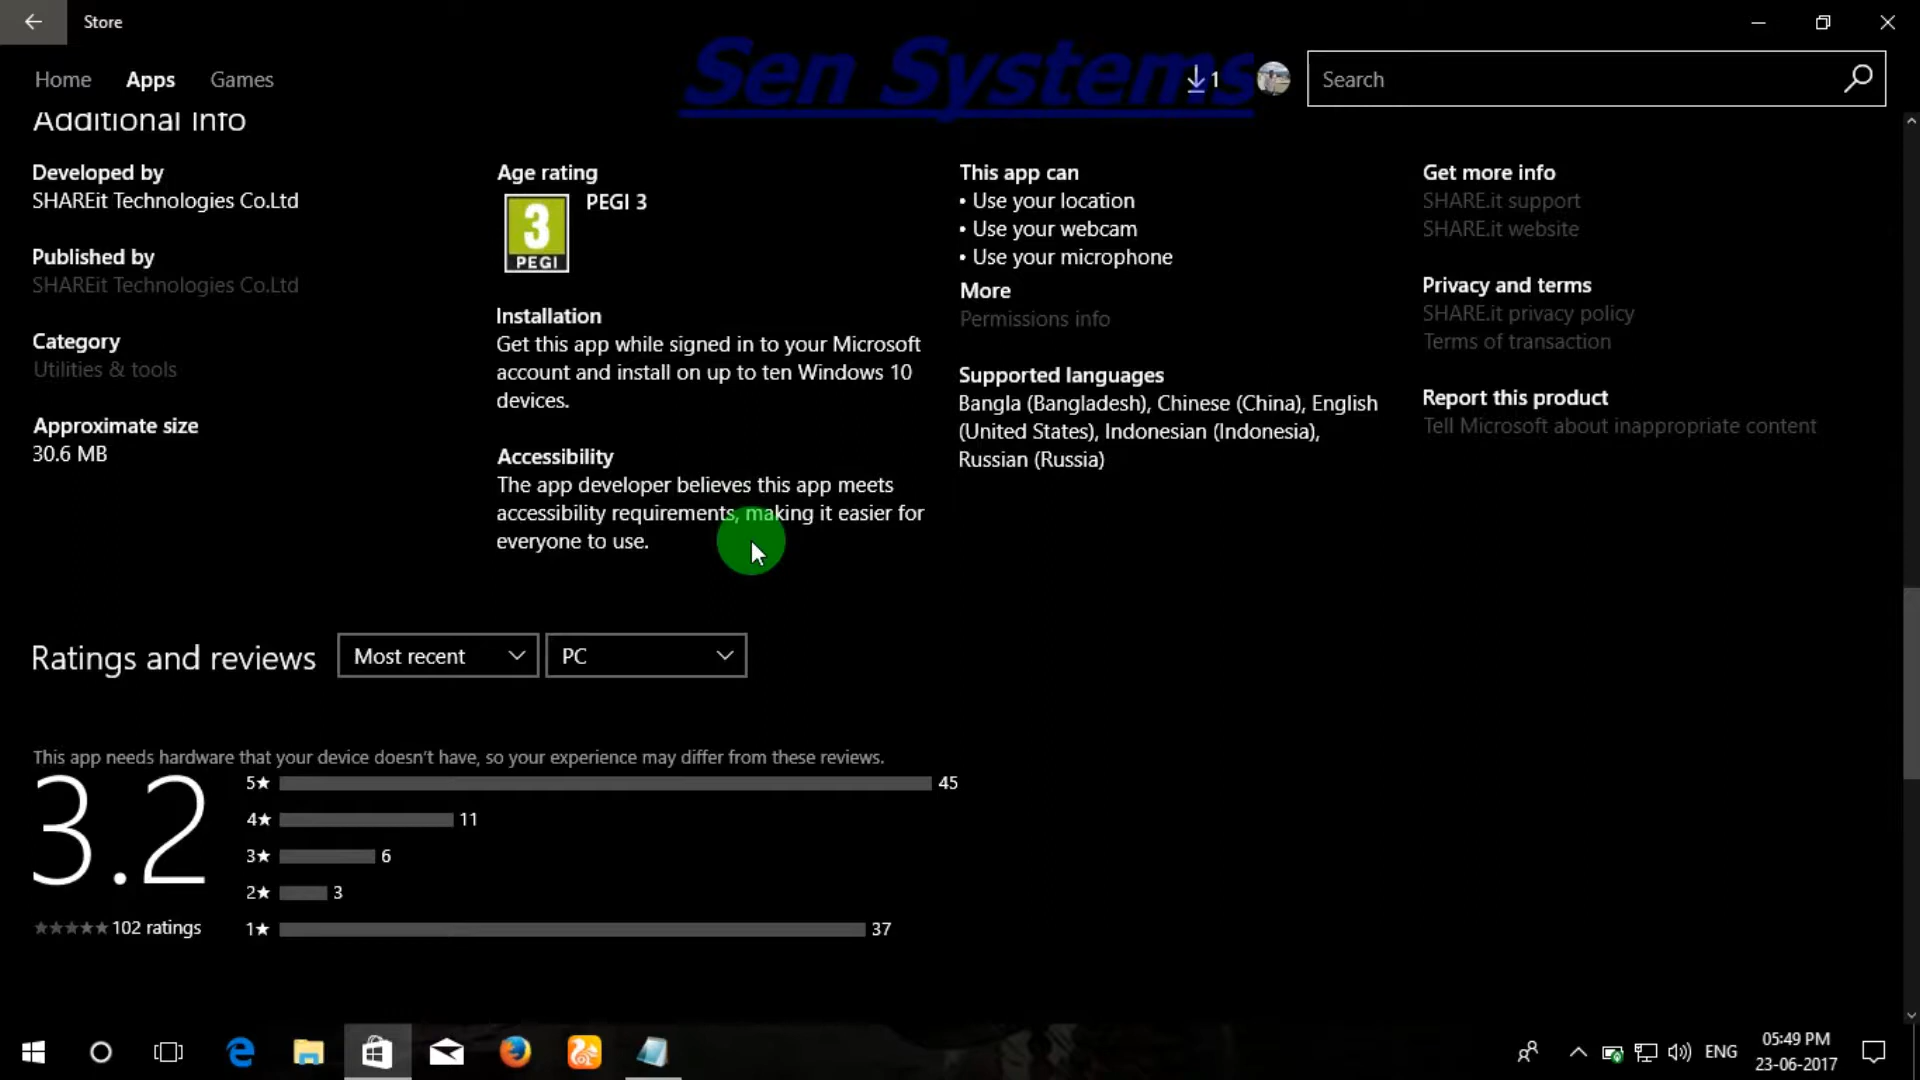 Store
Sen Systems
Home Apps Games
1
Search
Additional Info
Developed by
SHAREit Technologies Co.Ltd
Published by
SHAREit Technologies Co.Ltd
Category
Utilities & tools
Approximate size
30.6 MB
Age rating
3
PEGI
PEGI 3
Installation
Get this app while signed in to your Microsoft
account and install on up to ten Windows 10
devices.
Accessibility
The app developer believes this app meets
accessibility requirements, making it easier for
everyone to use.
This app can
• Use your location
• Use your webcam
• Use your microphone
More
Permissions info
Supported languages
Bangla (Bangladesh), Chinese (China), English
(United States), Indonesian (Indonesia),
Russian (Russia)
Get more info
SHARE.it support
SHARE.it website
Privacy and terms
SHARE.it privacy policy
Terms of transaction
Report this product
Tell Microsoft about inappropriate content
Ratings and reviews
Most recent
PC
This app needs hardware that your device doesn't have, so your experience may differ from these reviews.
3.2
★★★★★ 102 ratings
5★ 45
4★ 11
3★ 6
2★ 3
1★ 37
ENG
05:49 PM
23-06-2017